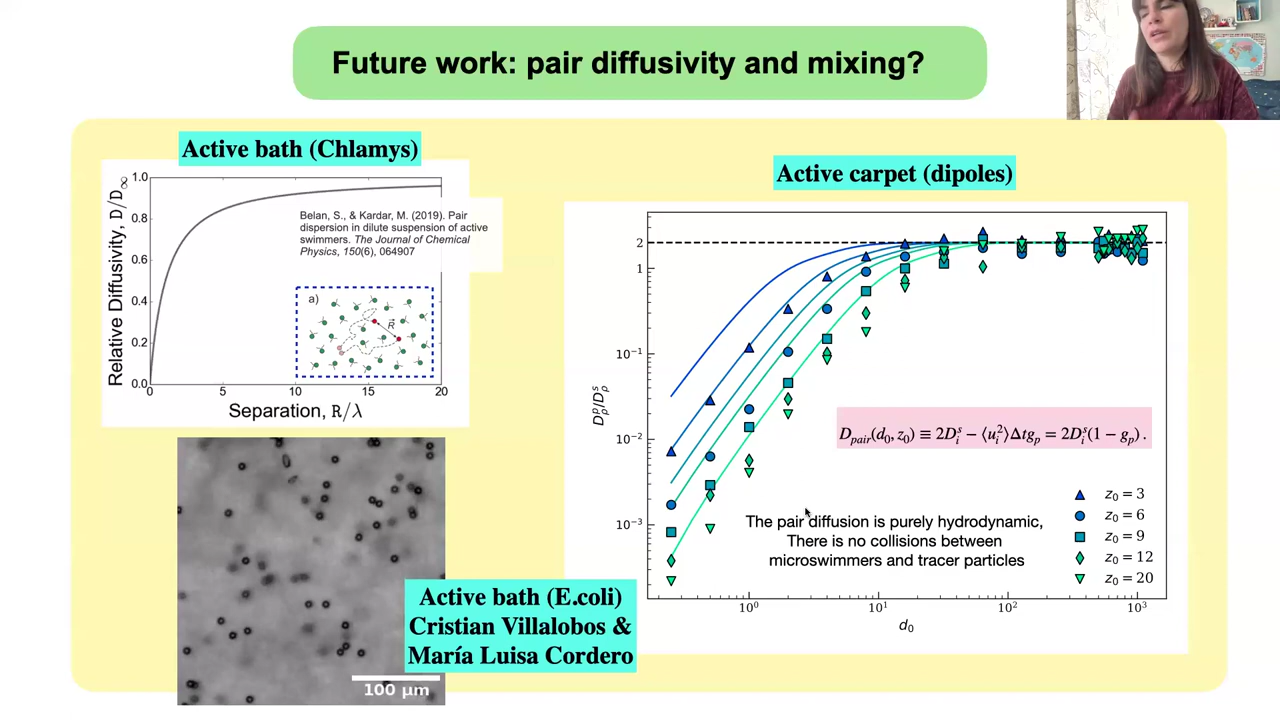 Future work: pair diffusivity and mixing?
Active bath (Chlamys)
Relative Diffusivity, D/D∞
1.0
0.8
0.6
0.4
0.2
0.0
0 5 10 15 20
Separation, R/λ
Belan, S., & Kardar, M. (2019). Pair
dispersion in dilute suspension of active
swimmers. The Journal of Chemical
Physics, 150(6), 064907
a)
R⃗
100 μm
Active bath (E.coli)
Cristian Villalobos &
María Luisa Cordero
Active carpet (dipoles)
D_ρ^p/D_ρ^s
2
1
10⁻¹
10⁻²
10⁻³
10⁰ 10¹ 10² 10³
d₀
D_pair(d₀, z₀) ≡ 2D_i^s − ⟨u_i²⟩Δtg_p = 2D_i^s(1 − g_p).
The pair diffusion is purely hydrodynamic,
There is no collisions between
microswimmers and tracer particles
z₀ = 3
z₀ = 6
z₀ = 9
z₀ = 12
z₀ = 20